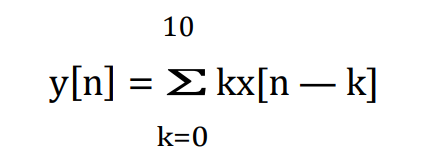 10
y[n] = Σ kx[n — k]
k=0